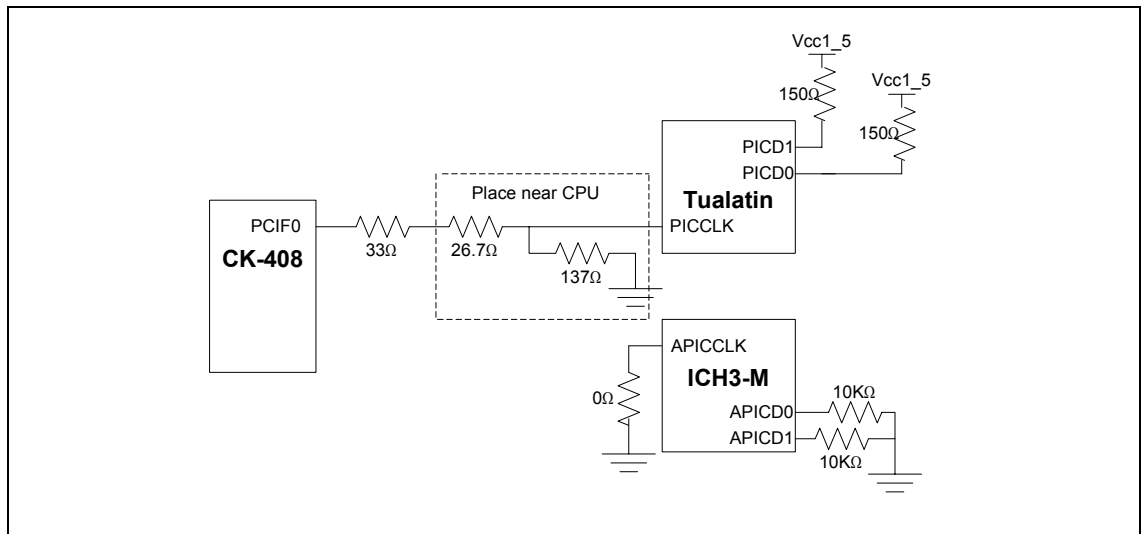 Vcc1_5
150Ω
Vcc1_5
150Ω
PICD1
PICD0
Tualatin
PICCLK
Place near CPU
PCIF0
CK-408
33Ω
26.7Ω
137Ω
APICCLK
ICH3-M
0Ω
APICD0
APICD1
10KΩ
10KΩ